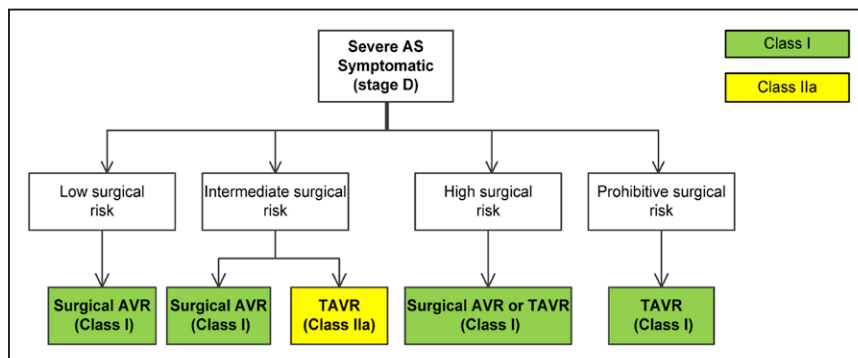 Severe AS
Symptomatic
(stage D)
Class I
Class IIa
Low surgical
risk
Intermediate surgical
risk
High surgical
risk
Prohibitive surgical
risk
Surgical AVR
(Class I)
Surgical AVR
(Class I)
TAVR
(Class IIa)
Surgical AVR or TAVR
(Class I)
TAVR
(Class I)